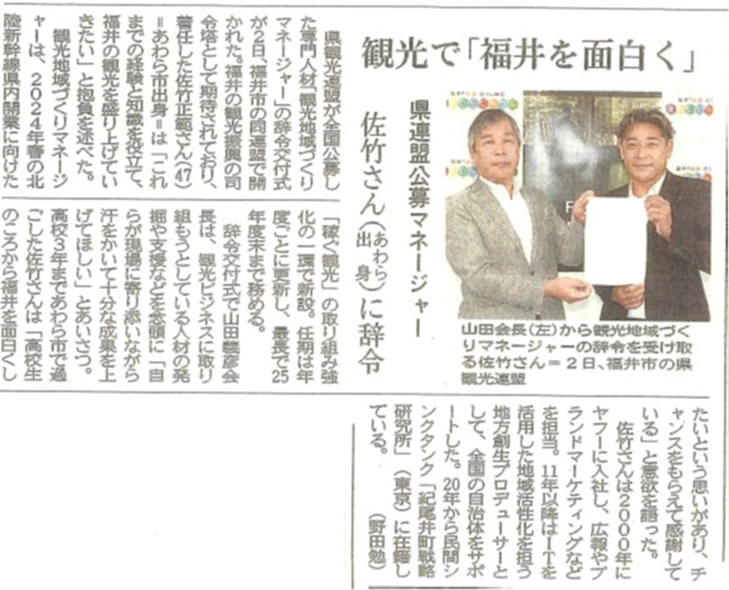 観光で「福井を面白く」
県連盟公募マネージャー
佐竹さん(あわら出身)に辞令
山田会長(左)から観光地域づく
りマネージャーの辞令を受け取
る佐竹さん=2日、福井市の県
観光連盟
県観光連盟が全国公募し
た専門人材「観光地域づくり
マネージャー」の辞令交付式
が2日、福井市の同連盟で開
かれた。福井の観光振興の司
令塔として期待されており、
着任した佐竹正範さん(47)
=あわら市出身=は「これ
までの経験と知識を役立て、
福井の観光を盛り上げてい
きたい」と抱負を述べた。
観光地域づくりマネージ
ャーは、2024年春の北
陸新幹線県内開業に向けた
「稼ぐ観光」の取り組み強
化の一環で新設。任期は年
度ごとに更新し、最長で25
年度末まで務める。
辞令交付式で山田義彦会
長は、観光ビジネスに取り
組もうとしている人材の発
掘や支援などを念頭に「自
らが現場に寄り添いながら
汗をかいて十分な成果を上
げてほしい」とあいさつ。
高校3年まであわら市で過
ごした佐竹さんは「高校生
のころから福井を面白くし
たいという思いがあり、チ
ャンスをもらえて感謝して
いる」と意欲を語った。
佐竹さんは2000年に
ヤフーに入社し、広報やブ
ランドマーケティングなど
を担当。11年以降はITを
活用した地域活性化を担う
地方創生プロデューサーと
して、全国の自治体をサポ
ートした。20年から民間シ
ンクタンク「紀尾井町戦略
研究所」(東京)に在籍し
ている。 (野田勉)